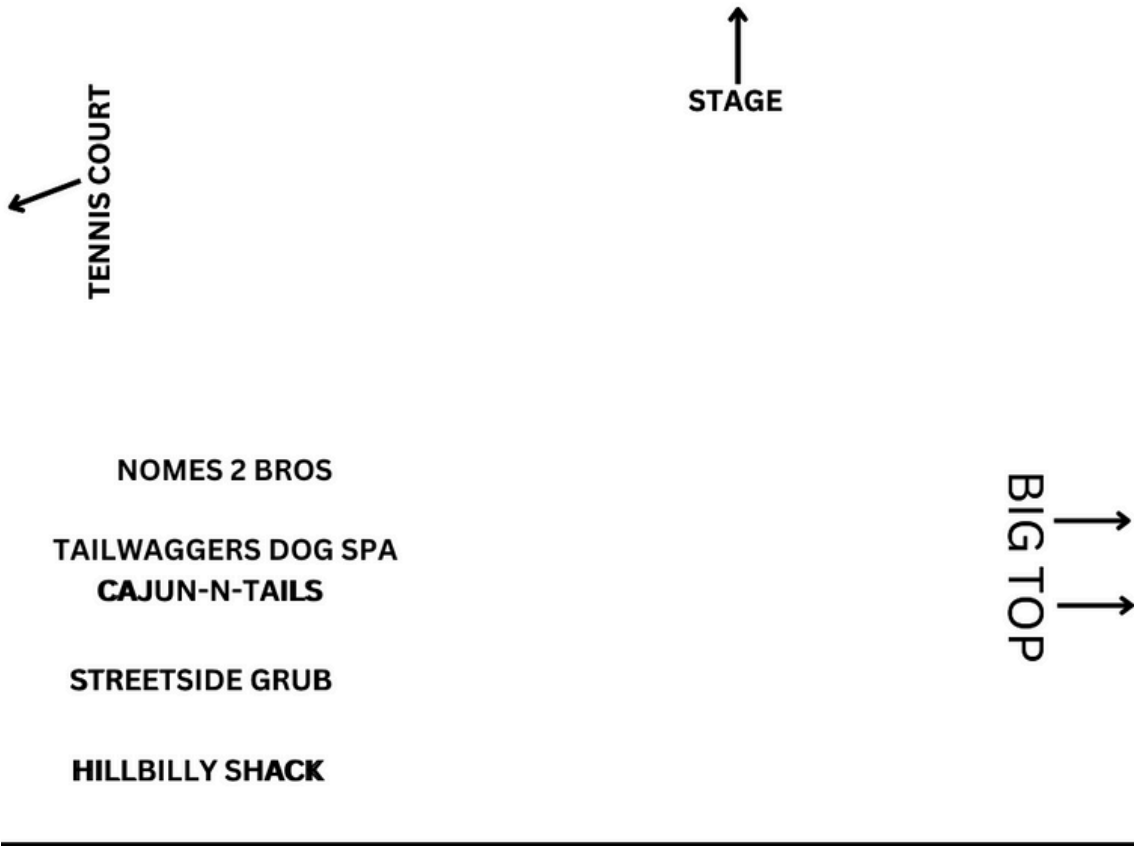 STAGE
TENNIS COURT
NOMES 2 BROS
TAILWAGGERS DOG SPA
CAJUN-N-TAILS
STREETSIDE GRUB
HILLBILLY SHACK
BIG TOP